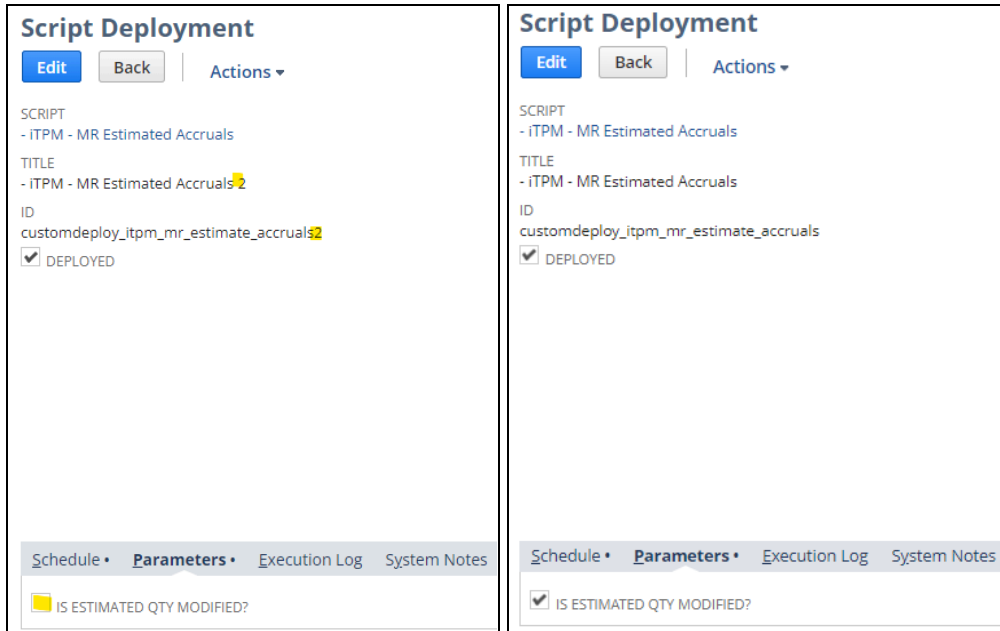 Script Deployment
Edit
Back
Actions
SCRIPT
- iTPM - MR Estimated Accruals
TITLE
- iTPM - MR Estimated Accruals 2
ID
customdeploy_itpm_mr_estimate_accruals2
DEPLOYED
Schedule • Parameters • Execution Log System Notes
IS ESTIMATED QTY MODIFIED?
Script Deployment
Edit
Back
Actions
SCRIPT
- iTPM - MR Estimated Accruals
TITLE
- iTPM - MR Estimated Accruals
ID
customdeploy_itpm_mr_estimate_accruals
DEPLOYED
Schedule • Parameters • Execution Log System Notes
IS ESTIMATED QTY MODIFIED?